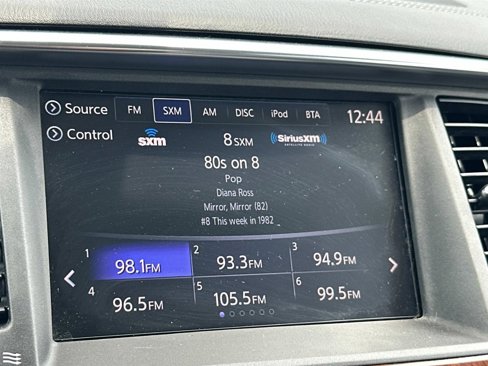 Source FM SXM AM DISC iPod BTA 12:44
Control sxm 8 SXM SiriusXM
SATELLITE RADIO
80s on 8
Pop
Diana Ross
Mirror, Mirror (82)
#8 This week in 1982
1 98.1FM 2 93.3FM 3 94.9FM
4 96.5FM 5 105.5FM 6 99.5FM